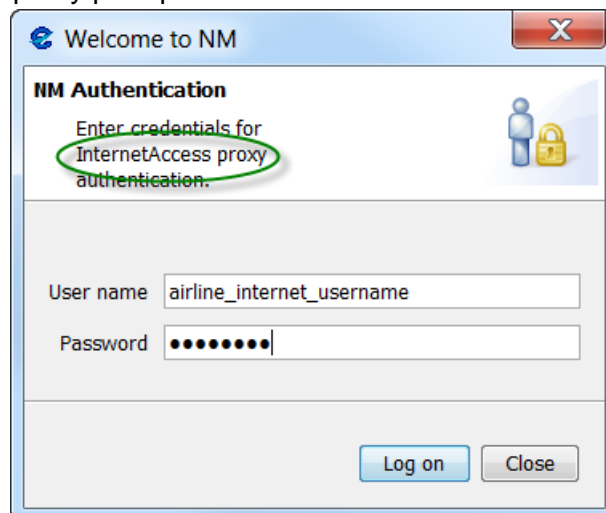 Welcome to NM
NM Authentication
Enter credentials for
InternetAccess proxy
authentication.
User name airline_internet_username
Password ●●●●●●●●
Log on Close